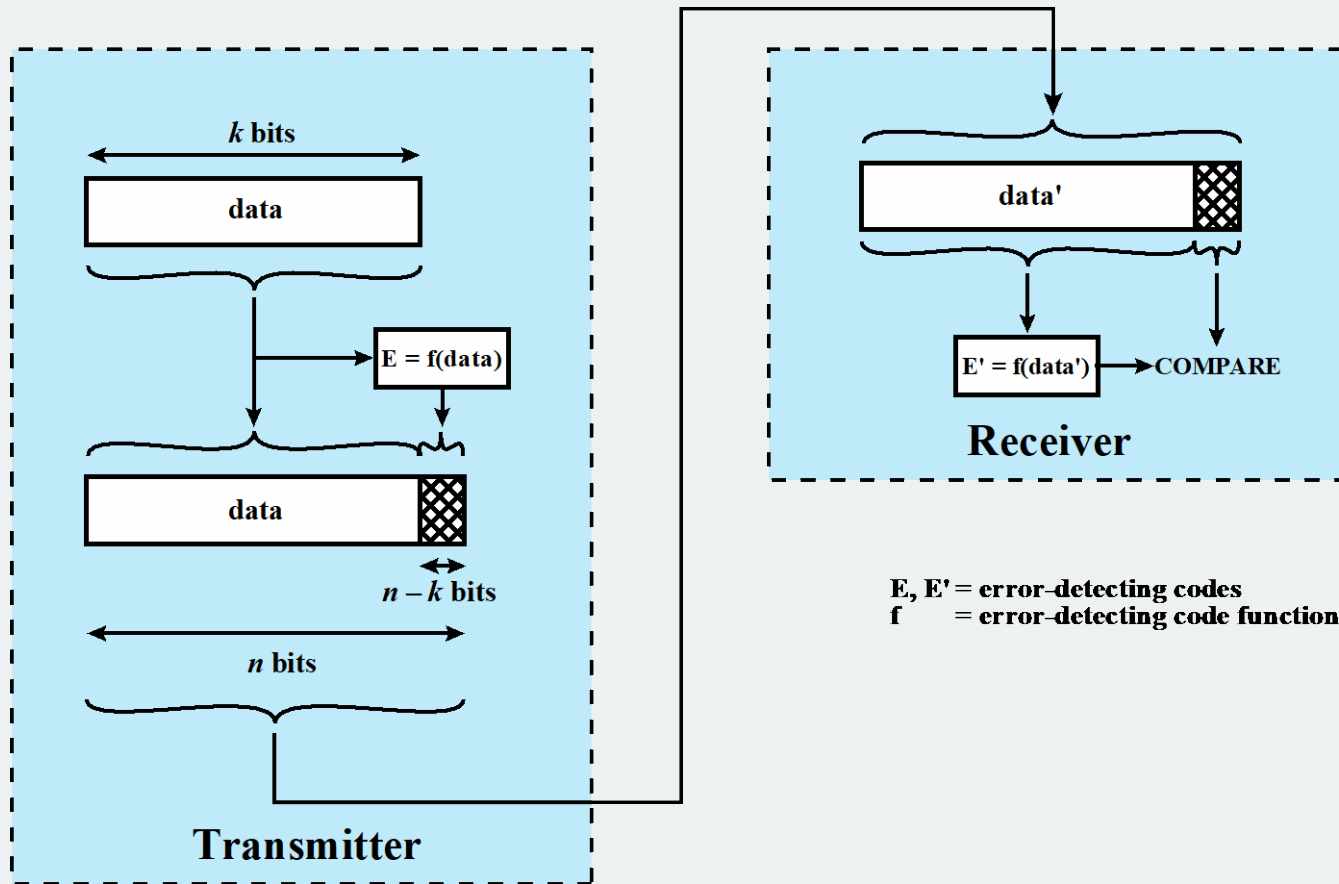 k bits
data
E = f(data)
data
n – k bits
n bits
Transmitter
data'
E' = f(data')
COMPARE
Receiver
E, E' = error-detecting codes
f = error-detecting code function